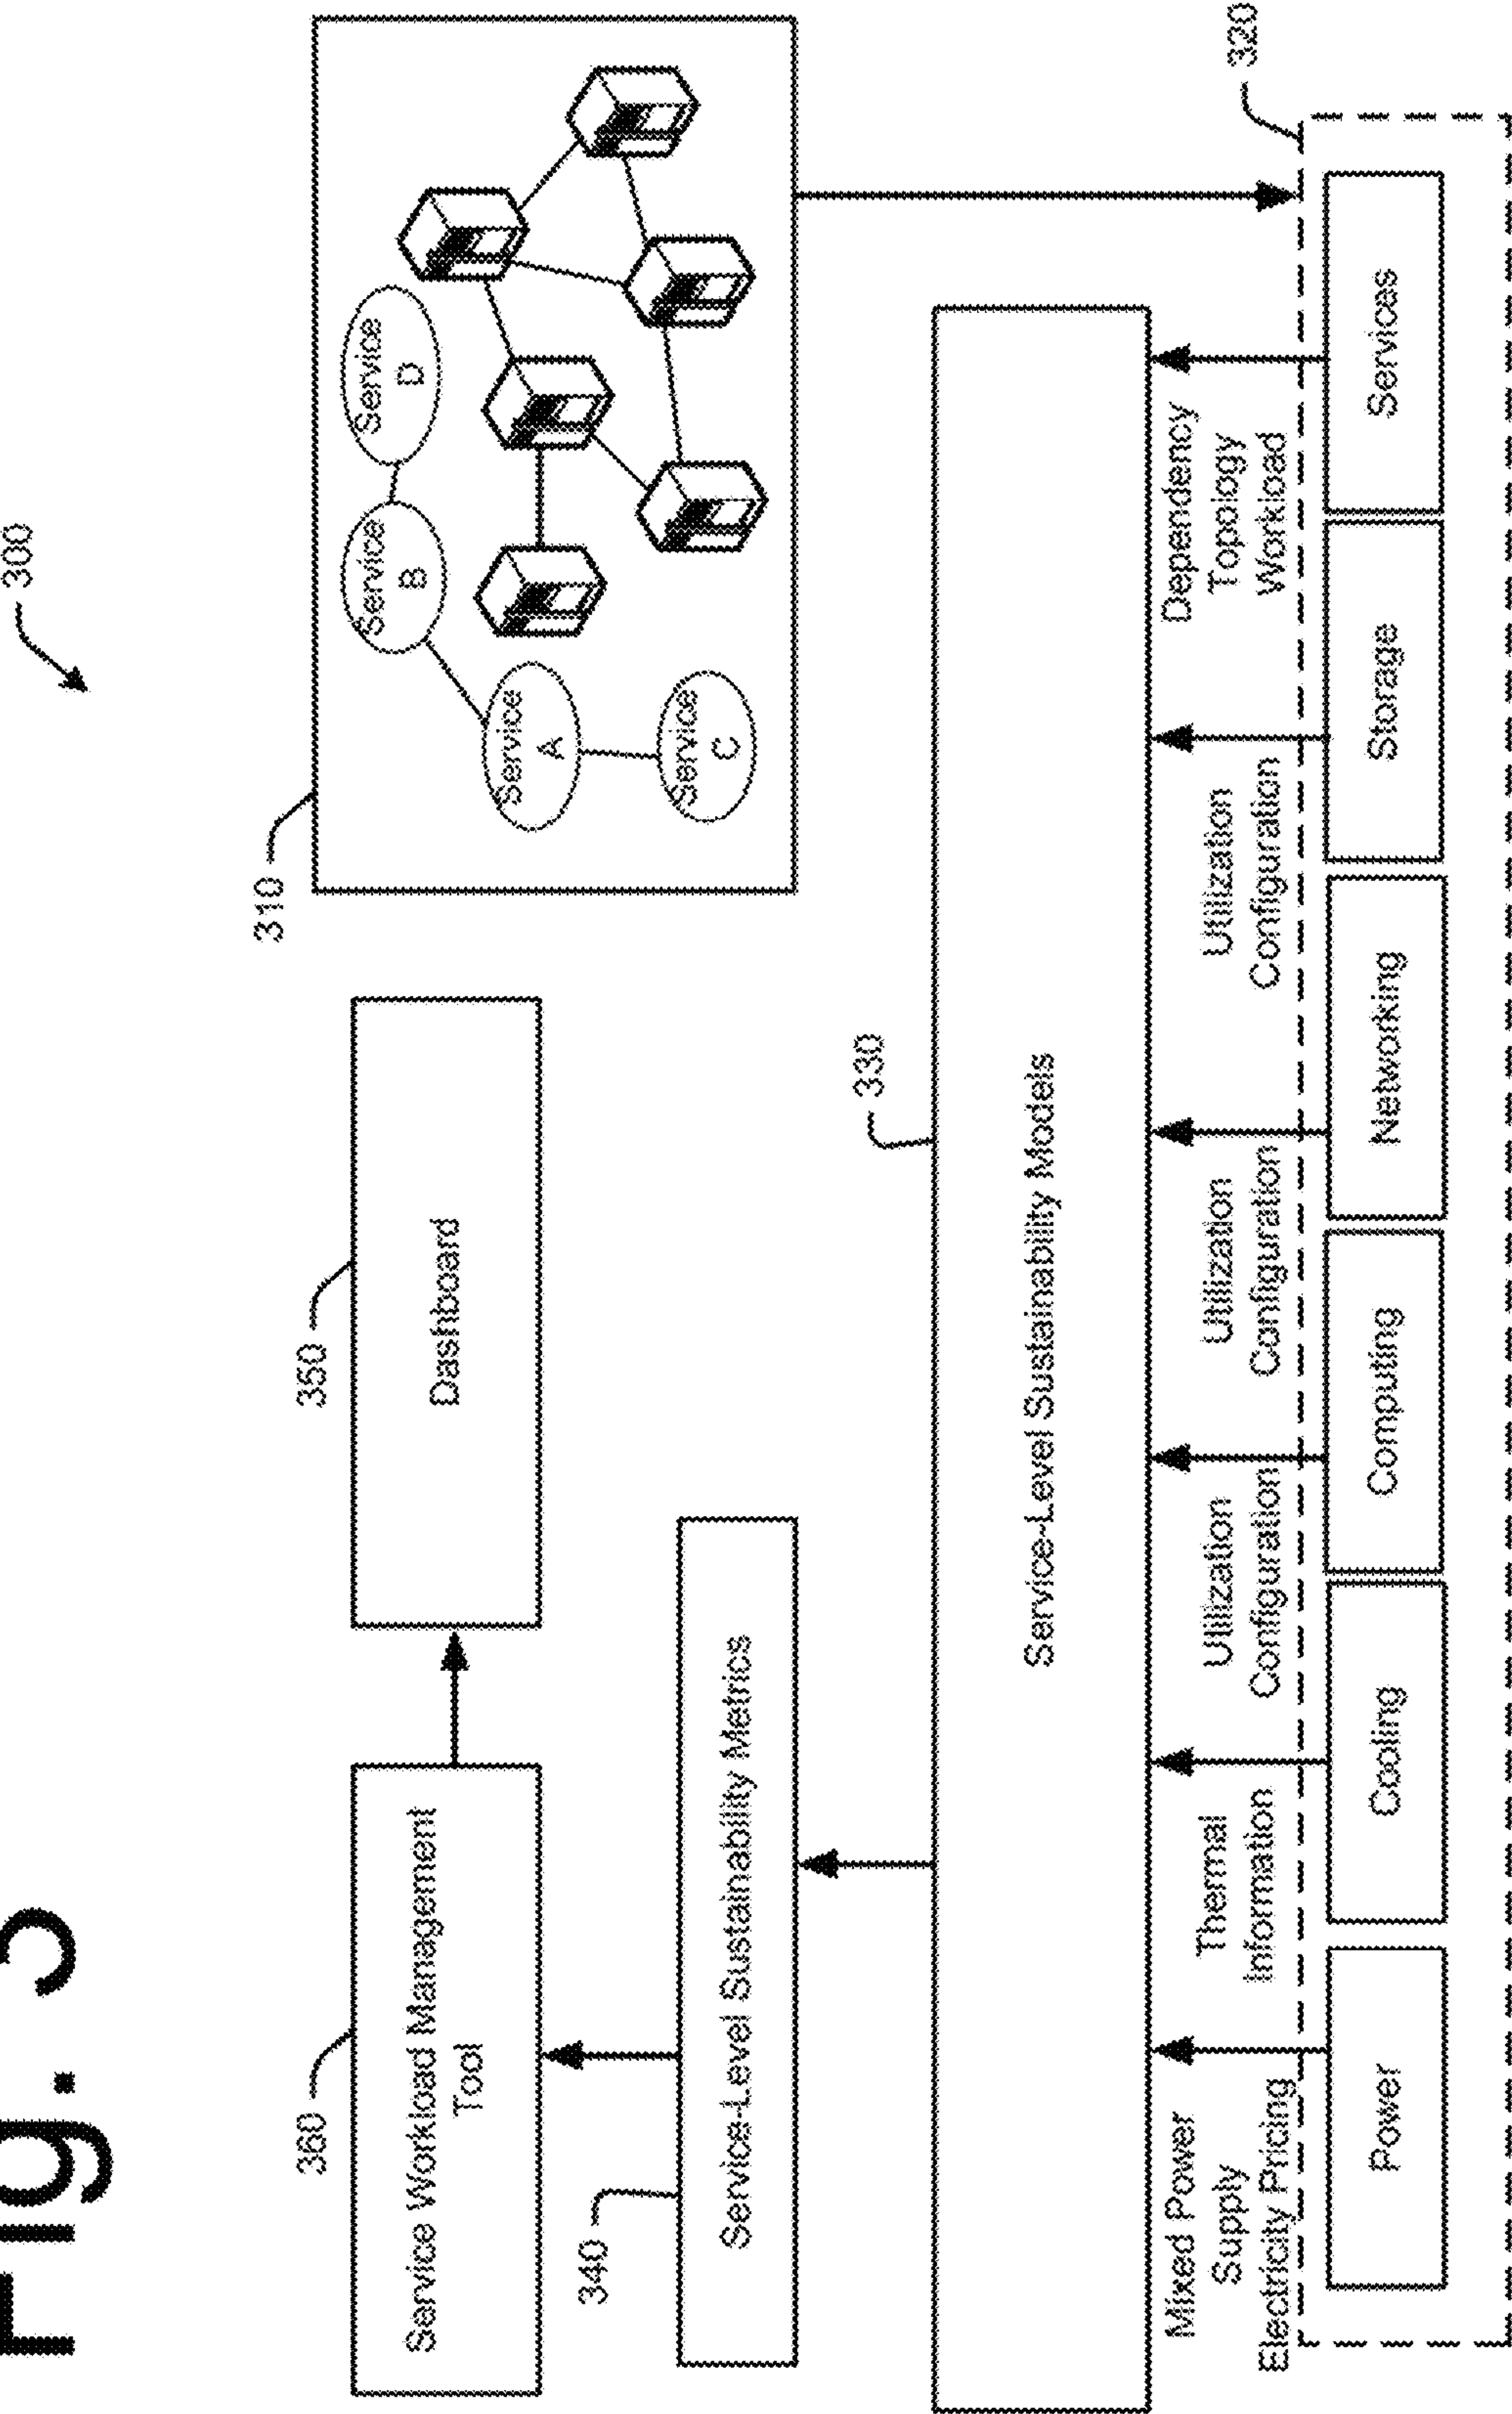 Fig. 3
300
310
Service
A
Service
B
Service
C
Service
D
360
Service Workload Management
Tool
350
Dashboard
340
Service-Level Sustainability Metrics
330
Service-Level Sustainability Models
Mixed Power
Supply
Electricity Pricing
Thermal
Information
Utilization
Configuration
Utilization
Configuration
Utilization
Configuration
Dependency
Topology
Workload
320
Power
Cooling
Computing
Networking
Storage
Services